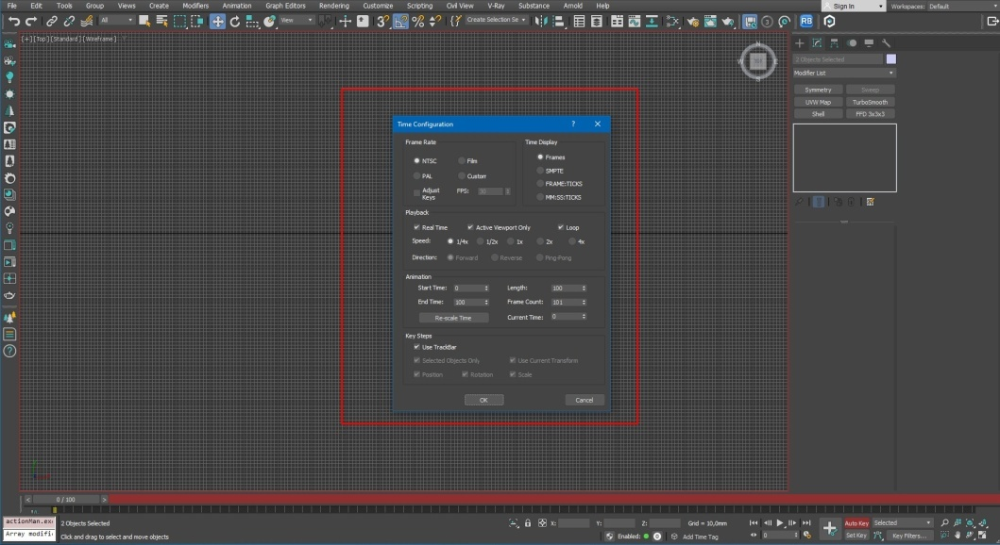 File Edit Tools Group Views Create Modifiers Animation Graph Editors Rendering Customize Scripting Civil View V-Ray Substance Arnold Help Sign In Workspaces: Default
All View Create Selection Se RB
[+][Top][Standard][Wireframe]
N
W E
S
2 Objects Selected
Modifier List
Symmetry Sweep
UVW Map TurboSmooth
Shell FFD 3x3x3
Time Configuration ? X
Frame Rate Time Display
NTSC Film Frames
PAL Custom SMPTE
Adjust Keys FPS: 30 FRAME:TICKS
MM:SS:TICKS
Playback
Real Time Active Viewport Only Loop
Speed: 1/4x 1/2x 1x 2x 4x
Direction: Forward Reverse Ping-Pong
Animation
Start Time: 0 Length: 100
End Time: 100 Frame Count: 101
Re-scale Time Current Time: 0
Key Steps
Use TrackBar
Selected Objects Only Use Current Transform
Position Rotation Scale
OK Cancel
< 0 / 100 >
actionMan.exe 2 Objects Selected X: Y: Z: Grid = 10,0mm Auto Key Selected
Array modifi Click and drag to select and move objects Enabled: Add Time Tag 0 Set Key Key Filters...